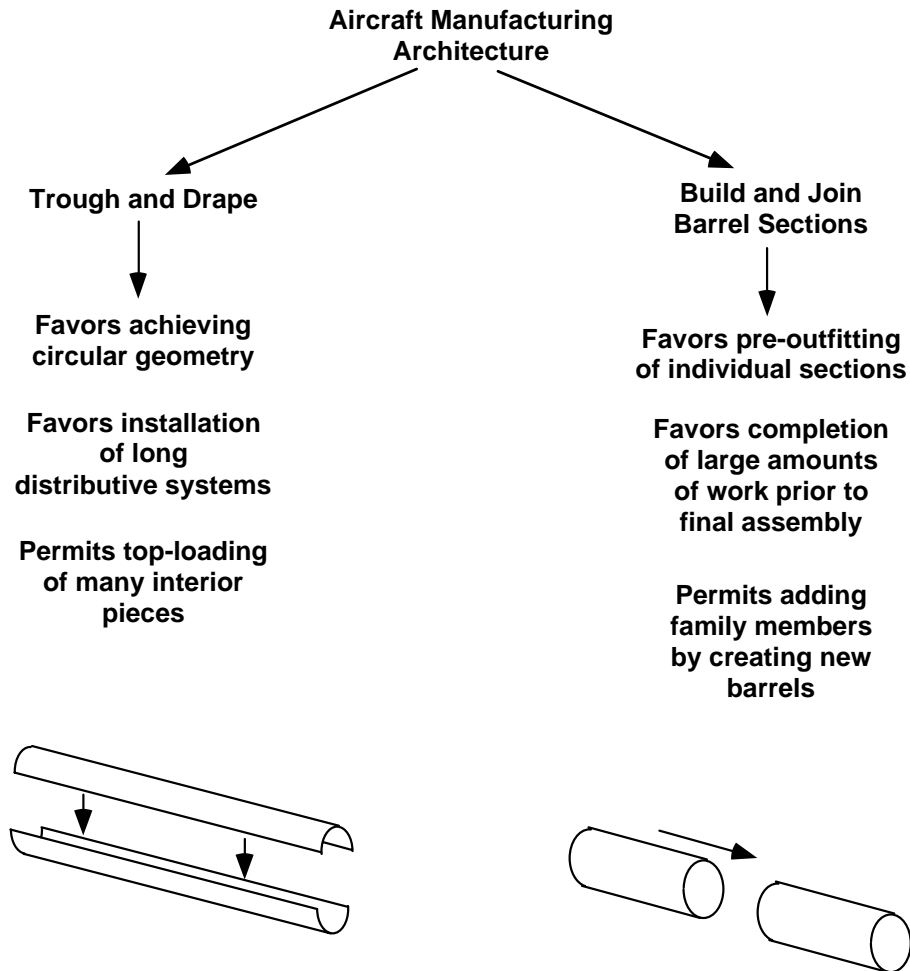 Aircraft Manufacturing
Architecture
Trough and Drape
Favors achieving
circular geometry
Favors installation
of long
distributive systems
Permits top-loading
of many interior
pieces
Build and Join
Barrel Sections
Favors pre-outfitting
of individual sections
Favors completion
of large amounts
of work prior to
final assembly
Permits adding
family members
by creating new
barrels